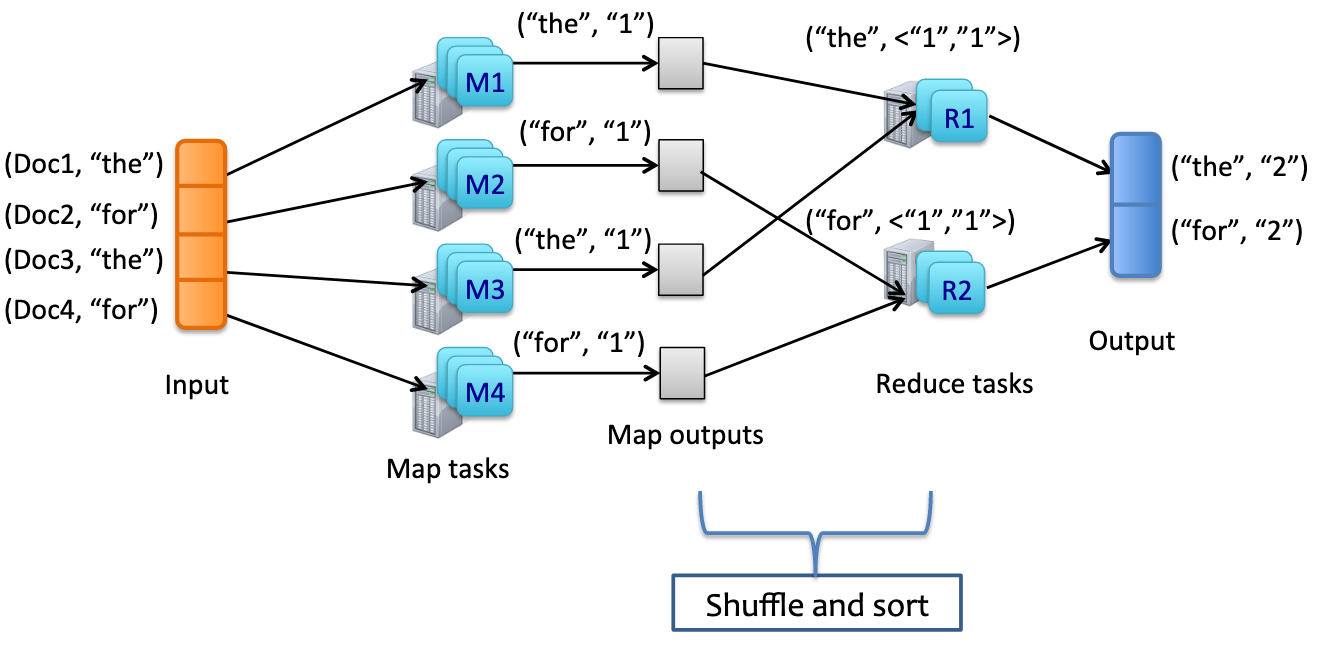 (Doc1, “the”)
(Doc2, “for”)
(Doc3, “the”)
(Doc4, “for”)
Input
M1
M2
M3
M4
Map tasks
(“the”, “1”)
(“for”, “1”)
(“the”, “1”)
(“for”, “1”)
Map outputs
(“the”, <“1”,”1”>)
R1
(“for”, <“1”,”1”>)
R2
Reduce tasks
(“the”, “2”)
(“for”, “2”)
Output
Shuffle and sort